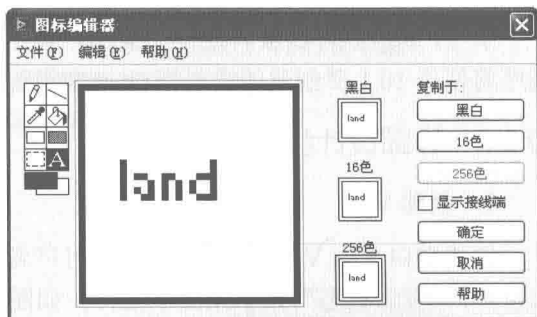 图标编辑器
文件(F) 编辑(E) 帮助(H)
A
land
黑白
land
16色
land
256色
land
复制于:
黑白
16色
256色
显示接线端
确定
取消
帮助